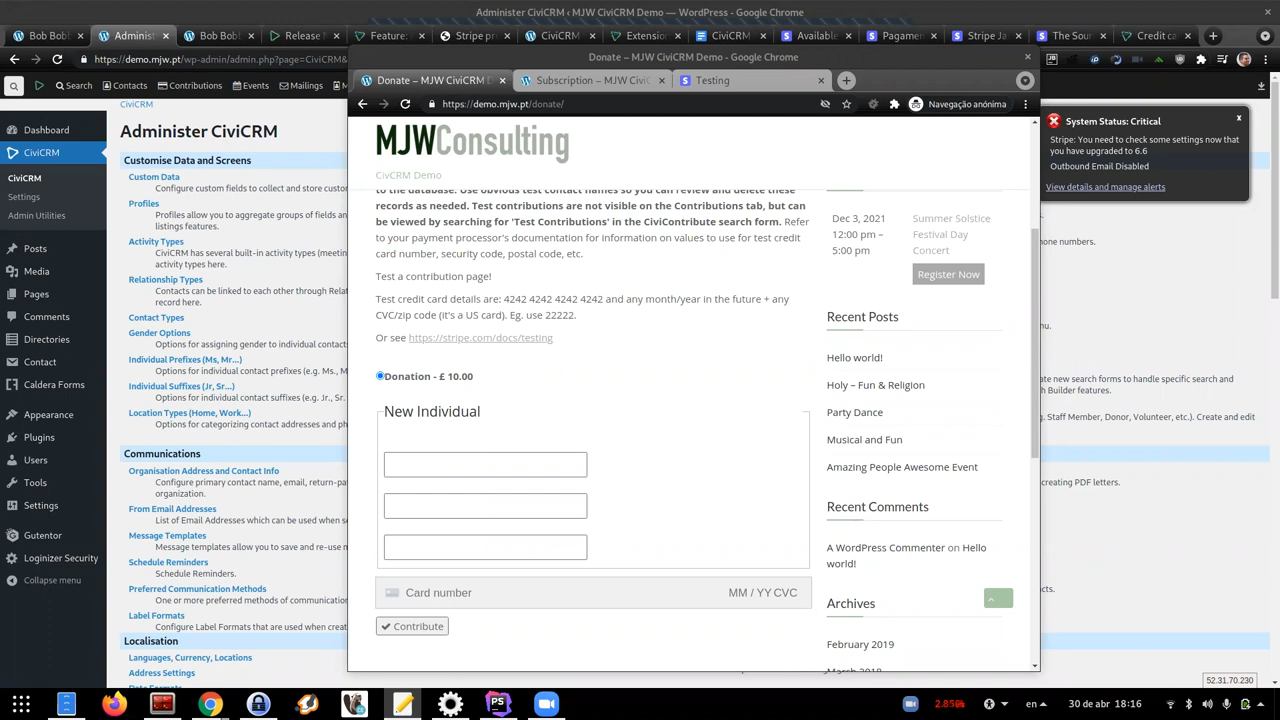 Administer CiviCRM ‹ MJW CiviCRM Demo — WordPress - Google Chrome
Bob Bob
Administ
Bob Bob
Release
Feature:
Stripe pr
CiviCRM
Extension
CiviCRM
Available
Pagamen
Stripe Ja
The Sour
Credit ca
https://demo.mjw.pt/wp-admin/admin.php?page=CiviCRM&
Search
Contacts
Contributions
Events
Mailings
CiviCRM
Administer CiviCRM
Dashboard
CiviCRM
CiviCRM
Settings
Admin Utilities
Posts
Media
Pages
Comments
Directories
Contact
Caldera Forms
Appearance
Plugins
Users
Tools
Settings
Gutentor
Loginizer Security
Collapse menu
Customise Data and Screens
Custom Data
Configure custom fields to collect and store custom
Profiles
Profiles allow you to aggregate groups of fields an
listings features.
Activity Types
CiviCRM has several built-in activity types (meetin
activity types here.
Relationship Types
Contacts can be linked to each other through Rela
record here.
Contact Types
Gender Options
Options for assigning gender to individual contacts
Individual Prefixes (Ms, Mr...)
Options for individual contact prefixes (e.g. Ms., M
Individual Suffixes (Jr, Sr...)
Options for individual contact suffixes (e.g. Jr., Sr.
Location Types (Home, Work...)
Options for categorizing contact addresses and ph
Communications
Organisation Address and Contact Info
Configure primary contact name, email, return-pat
organization.
From Email Addresses
List of Email Addresses which can be used when s
Message Templates
Message templates allow you to save and re-use m
Schedule Reminders
Schedule Reminders.
Preferred Communication Methods
One or more preferred methods of communication
Label Formats
Configure Label Formats that are used when creat
Localisation
Languages, Currency, Locations
Address Settings
Donate – MJW CiviCRM Demo - Google Chrome
Donate – MJW CiviCRM D
Subscription – MJW CiviC
Testing
https://demo.mjw.pt/donate/
Navegação anónima
MJWConsulting
CivCRM Demo
to the database. Use obvious test contact names so you can review and delete these
records as needed. Test contributions are not visible on the Contributions tab, but can
be viewed by searching for 'Test Contributions' in the CiviContribute search form. Refer
to your payment processor's documentation for information on values to use for test credit
card number, security code, postal code, etc.
Test a contribution page!
Test credit card details are: 4242 4242 4242 4242 and any month/year in the future + any
CVC/zip code (it's a US card). Eg. use 22222.
Or see https://stripe.com/docs/testing
Donation - £ 10.00
New Individual
Card number
MM / YY CVC
Contribute
Dec 3, 2021
12:00 pm –
5:00 pm
Summer Solstice
Festival Day
Concert
Register Now
Recent Posts
Hello world!
Holy – Fun & Religion
Party Dance
Musical and Fun
Amazing People Awesome Event
Recent Comments
A WordPress Commenter on Hello
world!
Archives
February 2019
March 2018
System Status: Critical
x
Stripe: You need to check some settings now that
you have upgraded to 6.6
Outbound Email Disabled
View details and manage alerts
one numbers.
nu.
ate new search forms to handle specific search and
h Builder features.
g. Staff Member, Donor, Volunteer, etc.). Create and edit
creating PDF letters.
cts.
52.31.70.230
en
30 de abr
18:16